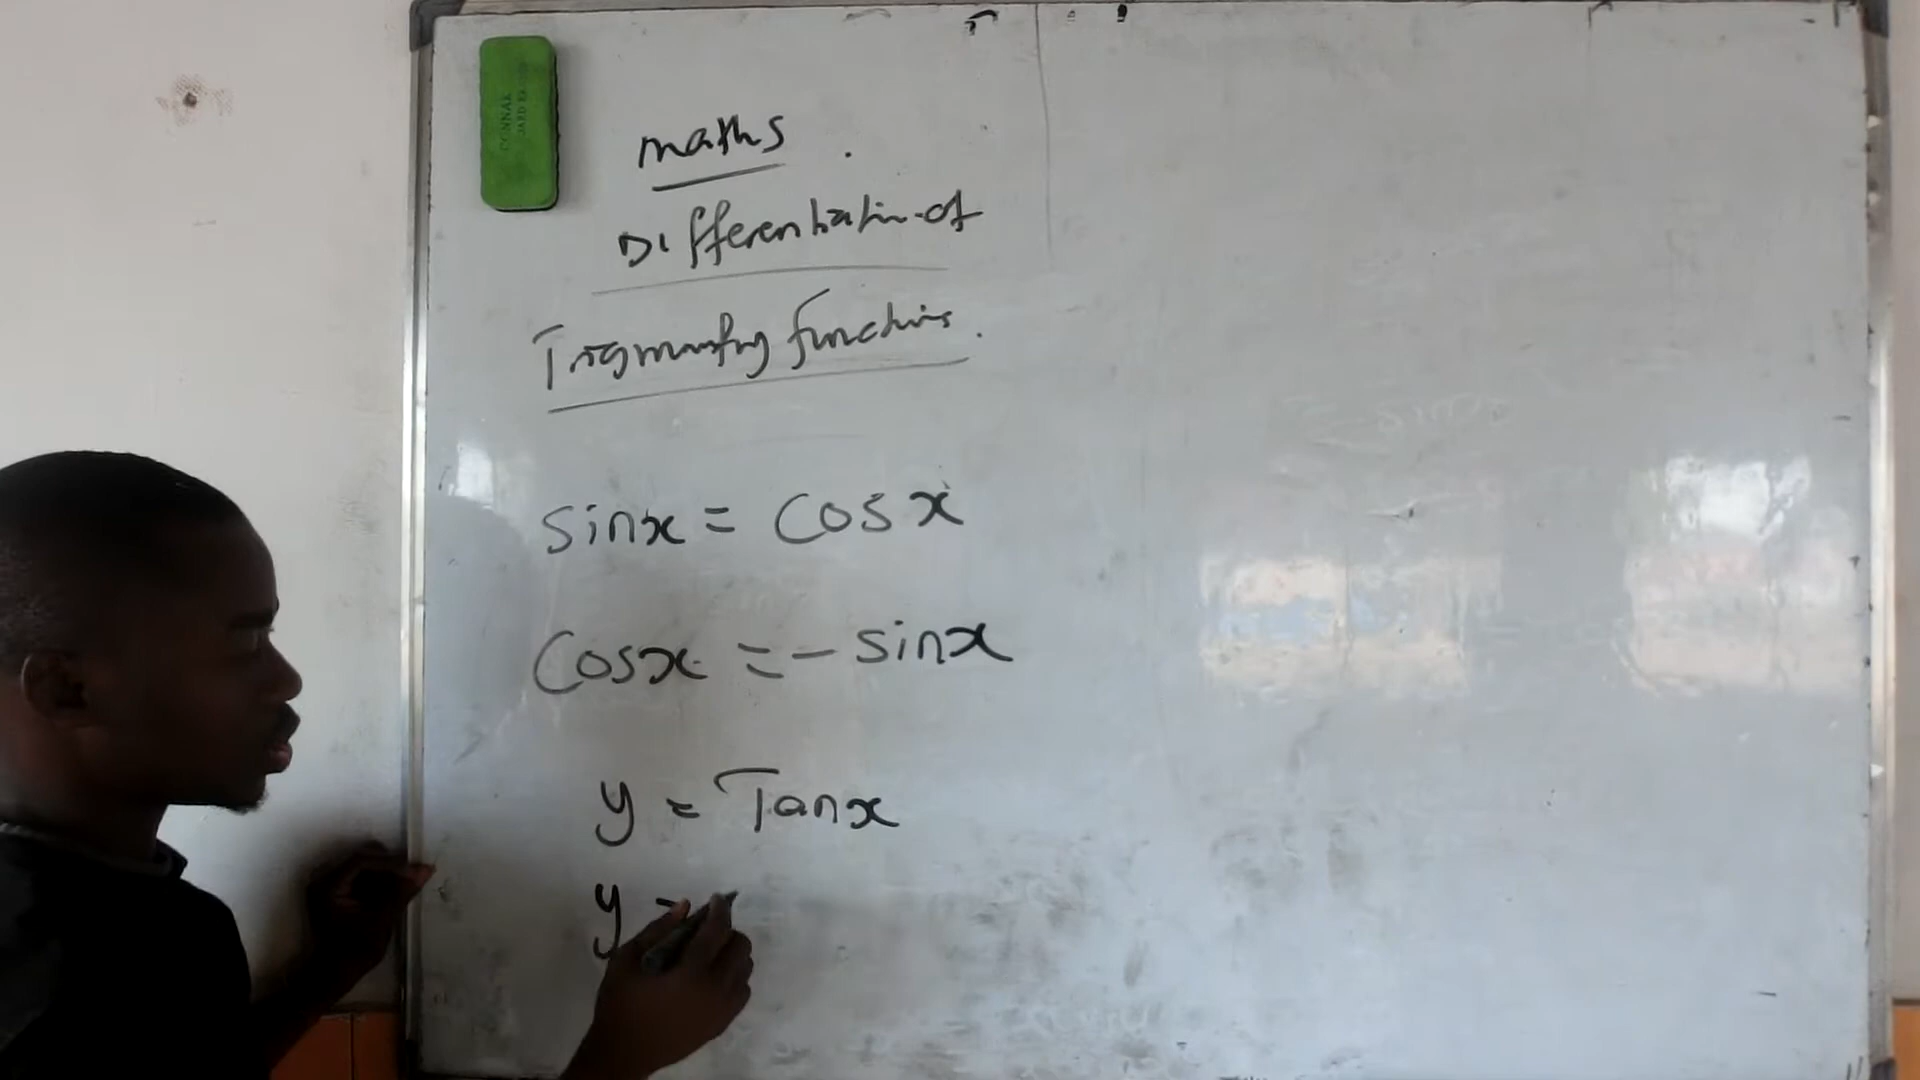 maths
Differentiation of
Trigonometry functions.
sinx = cosx
cosx = - sinx
y = Tanx
y =